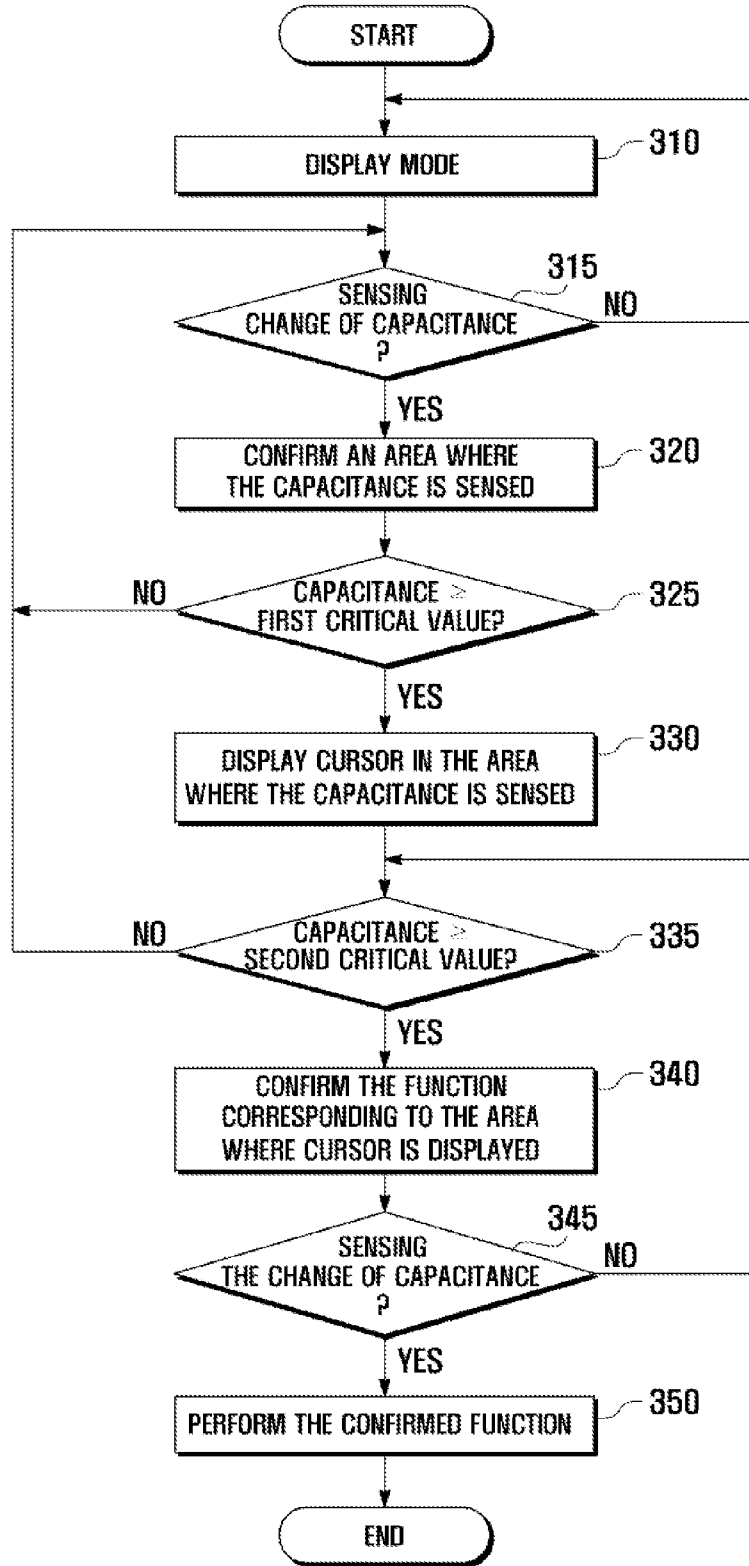 START
DISPLAY MODE
310
SENSING
CHANGE OF CAPACITANCE
?
315
NO
YES
CONFIRM AN AREA WHERE
THE CAPACITANCE IS SENSED
320
NO
CAPACITANCE ≥
FIRST CRITICAL VALUE?
325
YES
DISPLAY CURSOR IN THE AREA
WHERE THE CAPACITANCE IS SENSED
330
NO
CAPACITANCE ≥
SECOND CRITICAL VALUE?
335
YES
CONFIRM THE FUNCTION
CORRESPONDING TO THE AREA
WHERE CURSOR IS DISPLAYED
340
SENSING
THE CHANGE OF CAPACITANCE
?
345
NO
YES
PERFORM THE CONFIRMED FUNCTION
350
END